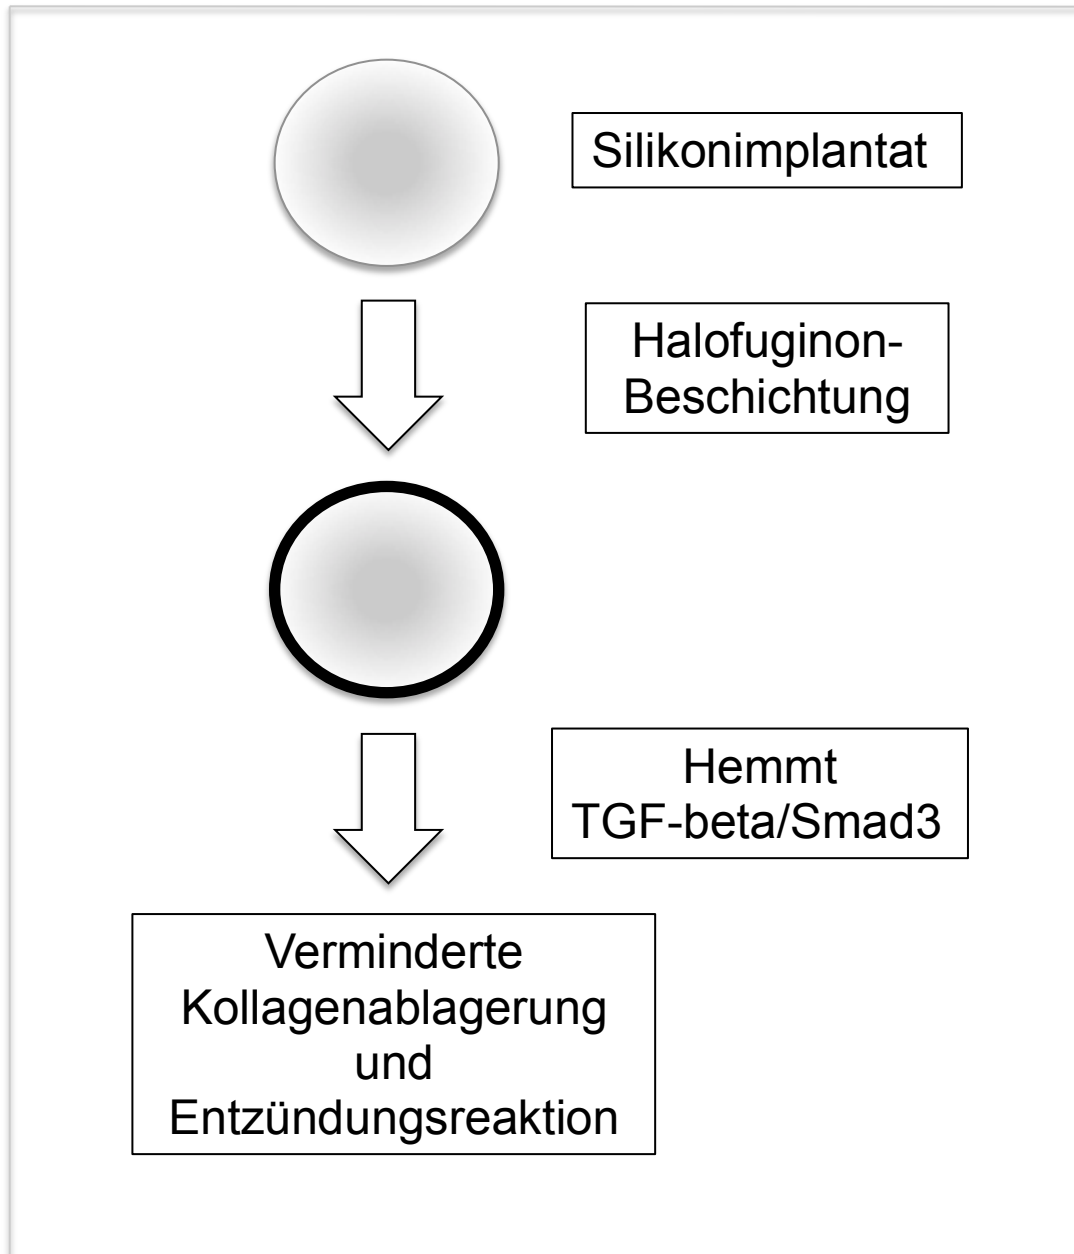 Silikonimplantat
Halofuginon-
Beschichtung
Hemmt
TGF-beta/Smad3
Verminderte
Kollagenablagerung
und
Entzündungsreaktion